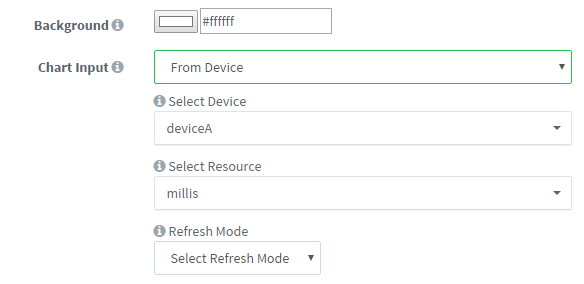 Background
#ffffff
Chart Input
From Device
Select Device
deviceA
Select Resource
millis
Refresh Mode
Select Refresh Mode